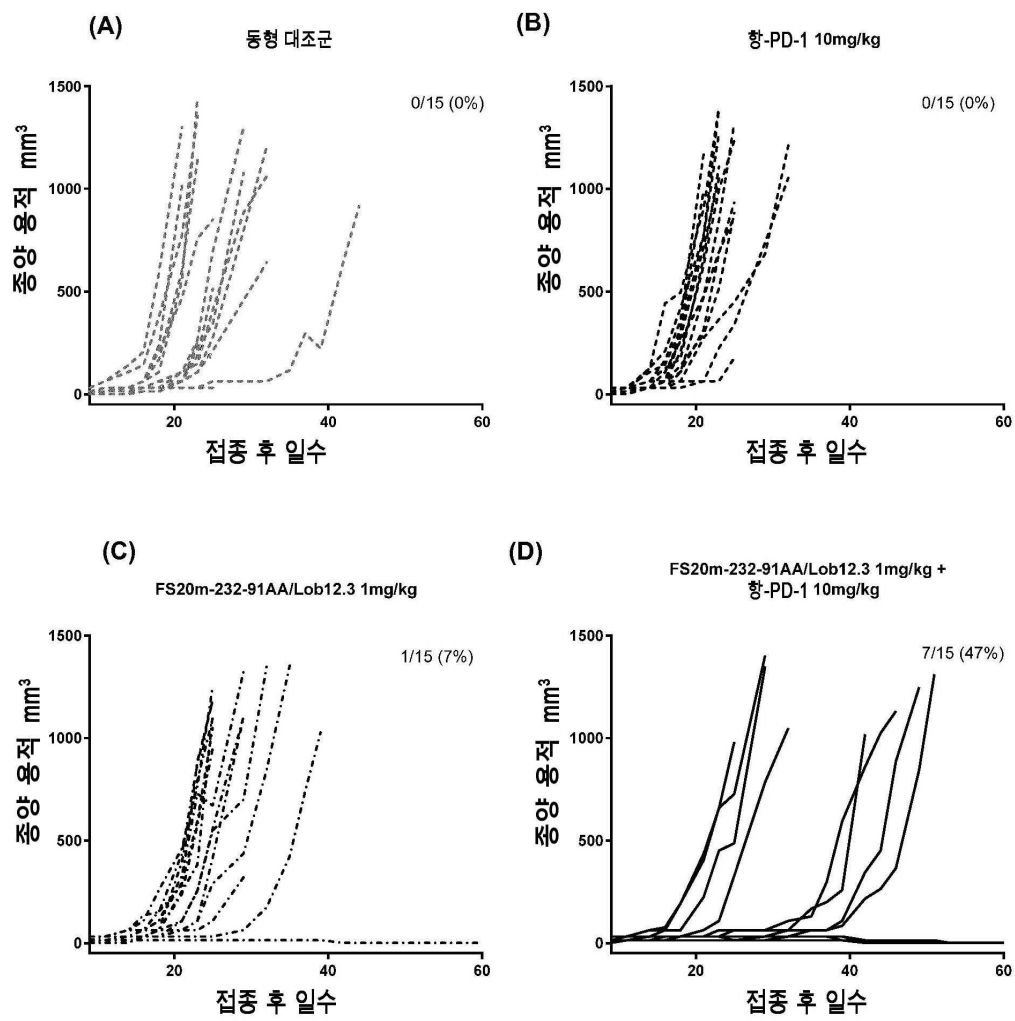 (A)
동형 대조군
0/15 (0%)
1500
1000
500
0
종양 용적 mm³
20
40
60
접종 후 일수
(B)
항-PD-1 10mg/kg
0/15 (0%)
1500
1000
500
0
종양 용적 mm³
20
40
60
접종 후 일수
(C)
FS20m-232-91AA/Lob12.3 1mg/kg
1/15 (7%)
1500
1000
500
0
종양 용적 mm³
20
40
60
접종 후 일수
(D)
FS20m-232-91AA/Lob12.3 1mg/kg +
항-PD-1 10mg/kg
7/15 (47%)
1500
1000
500
0
종양 용적 mm³
20
40
60
접종 후 일수